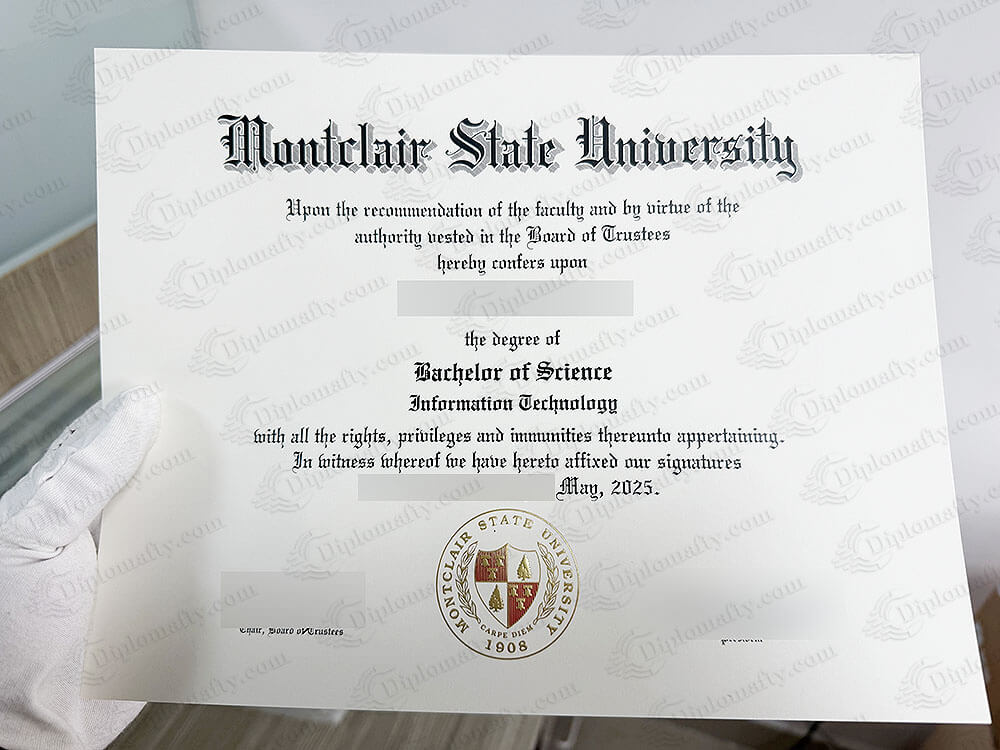 Montclair State University
Upon the recommendation of the faculty and by virtue of the
authority vested in the Board of Trustees
hereby confers upon
the degree of
Bachelor of Science
Information Technology
with all the rights, privileges and immunities thereunto appertaining.
In witness whereof we have hereto affixed our signatures
May, 2025.
MONTCLAIR STATE UNIVERSITY
CARPE DIEM
1908
Chair, Board of Trustees
President
Diplomafty.com